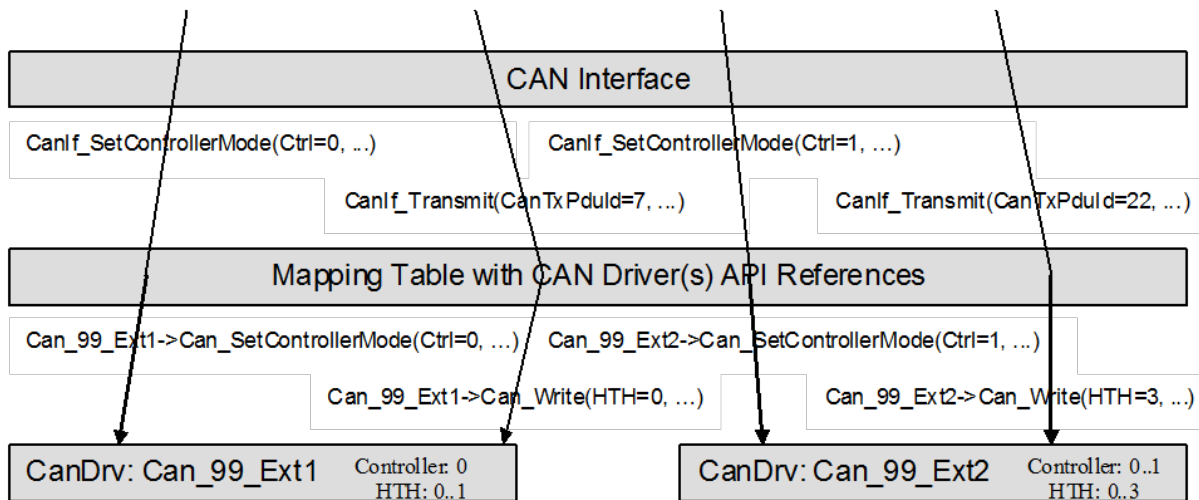 CAN Interface
CanIf_SetControllerMode(Ctrl=0, ...)
CanIf_SetControllerMode(Ctrl=1, ...)
CanIf_Transmit(CanTxPduId=7, ...)
CanIf_Transmit(CanTxPduId=22, ...)
Mapping Table with CAN Driver(s) API References
Can_99_Ext1->Can_SetControllerMode(Ctrl=0, ...)
Can_99_Ext2->Can_SetControllerMode(Ctrl=1, ...)
Can_99_Ext1->Can_Write(HTH=0, ...)
Can_99_Ext2->Can_Write(HTH=3, ...)
CanDrv: Can_99_Ext1
Controller: 0
HTH: 0..1
CanDrv: Can_99_Ext2
Controller: 0..1
HTH: 0..3